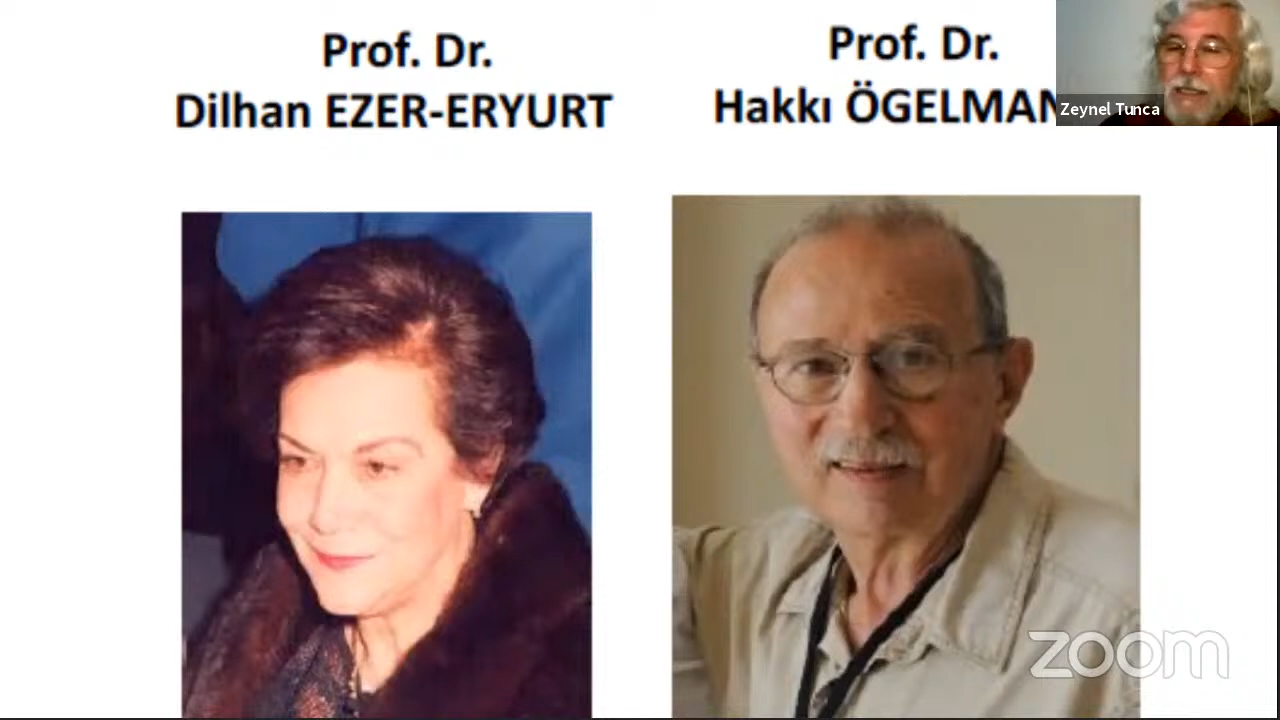 Prof. Dr.
Dilhan EZER-ERYURT
Prof. Dr.
Hakkı ÖGELMAN
Zeynel Tunca
zoom